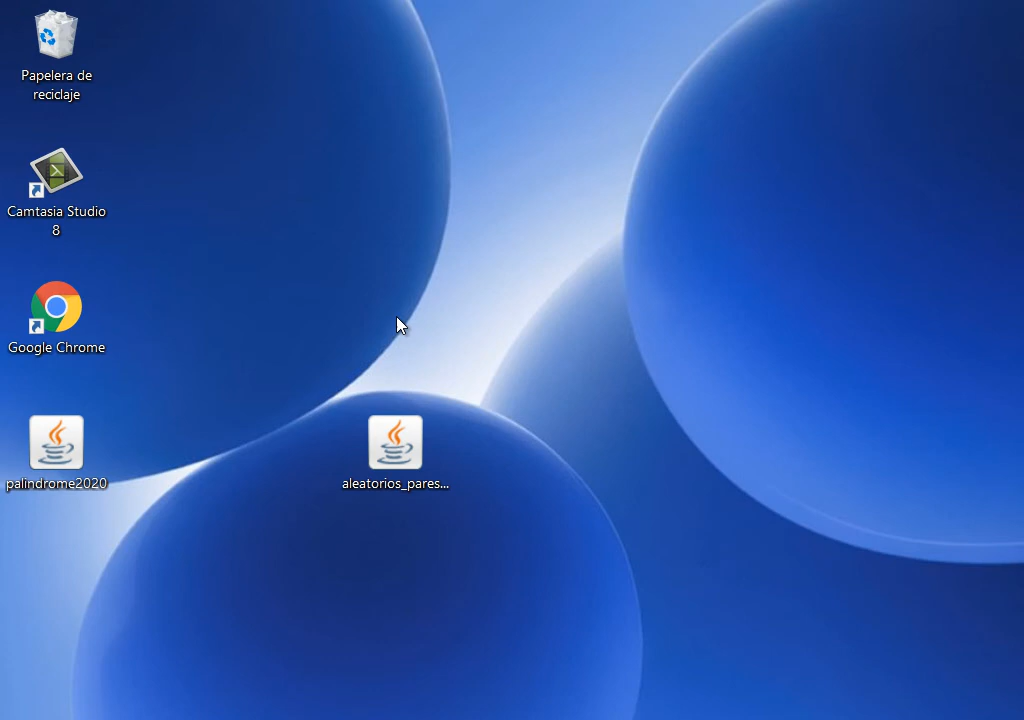 Papelera de
reciclaje
Camtasia Studio
8
Google Chrome
palindrome2020
aleatorios_pares...